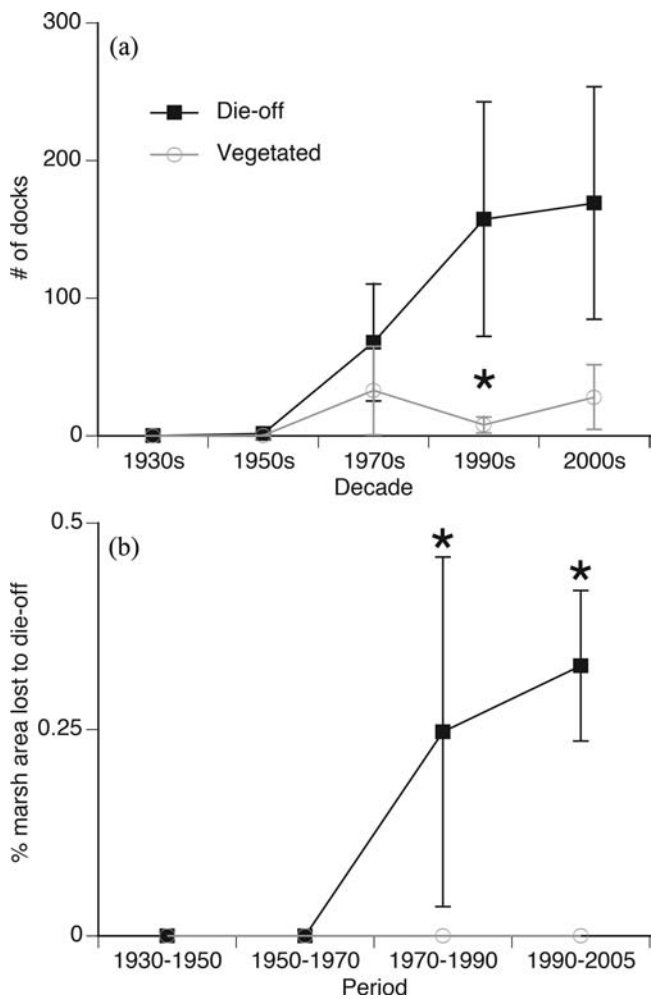 300
(a)
Die-off
Vegetated
200
100
0
# of docks
1930s 1950s 1970s 1990s 2000s
Decade
*
0.5
(b)
* *
0.25
0
% marsh area lost to die-off
1930-1950 1950-1970 1970-1990 1990-2005
Period